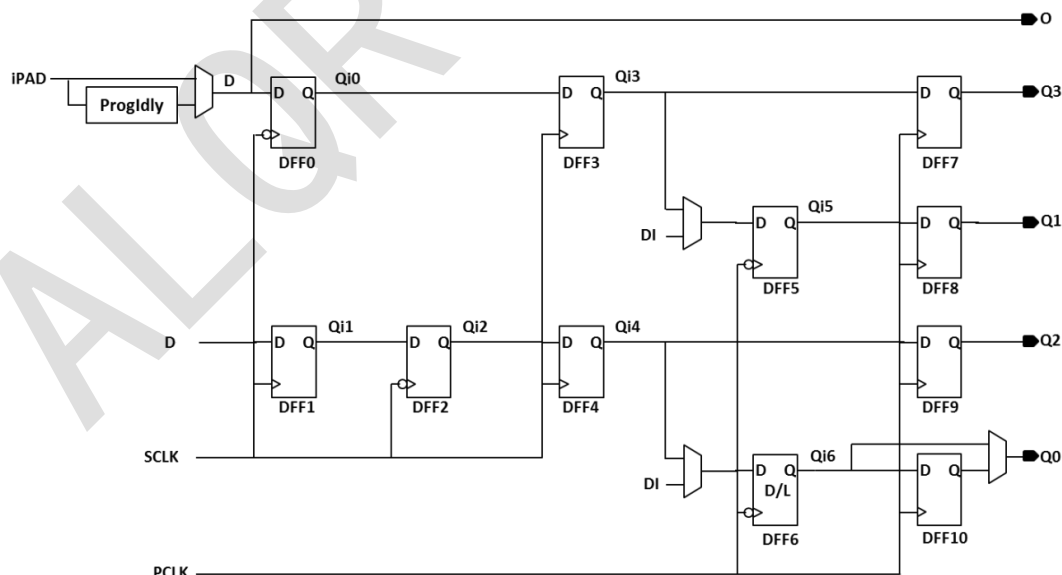 ALQR
O
iPAD
D
Qi0
Qi3
Q3
ProgIdly
D Q
D Q
D Q
DFF0
DFF3
DFF7
Qi5
Q1
DI
D Q
D Q
DFF5
DFF8
D
Qi1
Qi2
Qi4
Q2
D Q
D Q
D Q
D Q
DFF1
DFF2
DFF4
DFF9
SCLK
Qi6
Q0
DI
D Q
D/L
D Q
DFF6
DFF10
PCLK